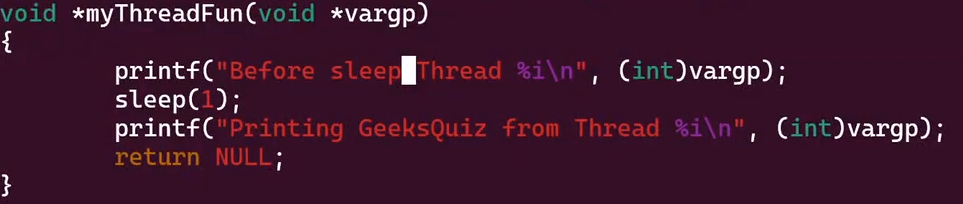 void *myThreadFun(void *vargp)
{
        printf("Before sleep Thread %i\n", (int)vargp);
        sleep(1);
        printf("Printing GeeksQuiz from Thread %i\n", (int)vargp);
        return NULL;
}